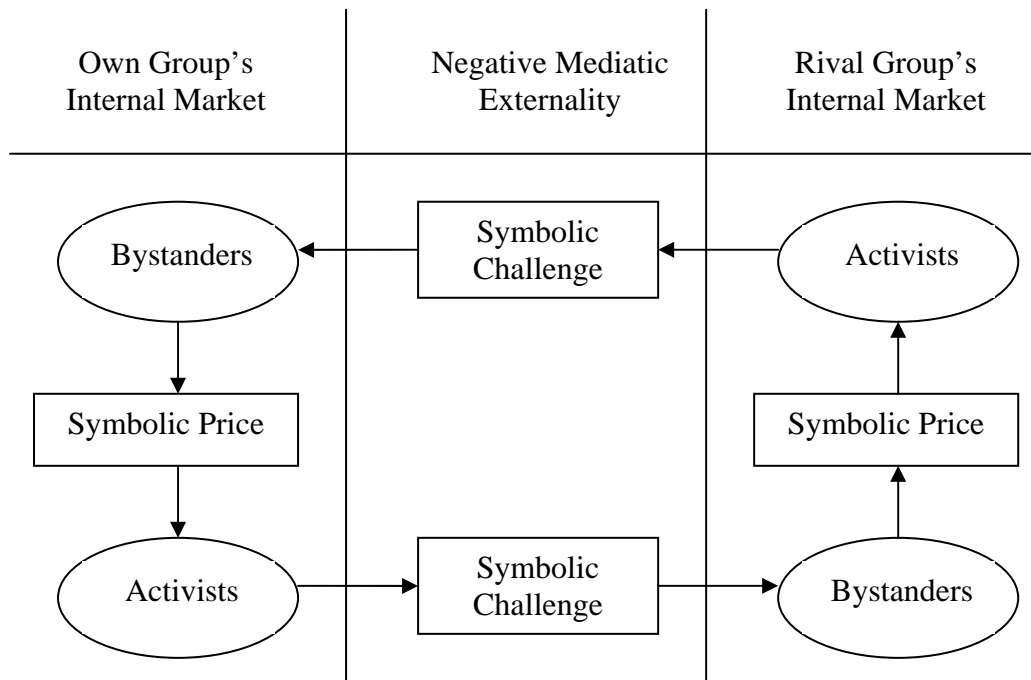 Own Group’s
Internal Market
Negative Mediatic
Externality
Rival Group’s
Internal Market
Bystanders
Symbolic
Challenge
Activists
Symbolic Price
Symbolic Price
Activists
Symbolic
Challenge
Bystanders